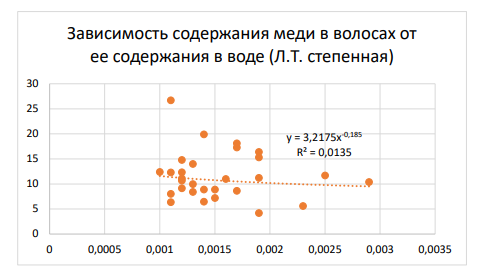 Зависимость содержания меди в волосах от
ее содержания в воде (Л.Т. степенная)
30
25
20
15
10
5
0
y = 3,2175x-0,185
R² = 0,0135
0 0,0005 0,001 0,0015 0,002 0,0025 0,003 0,0035